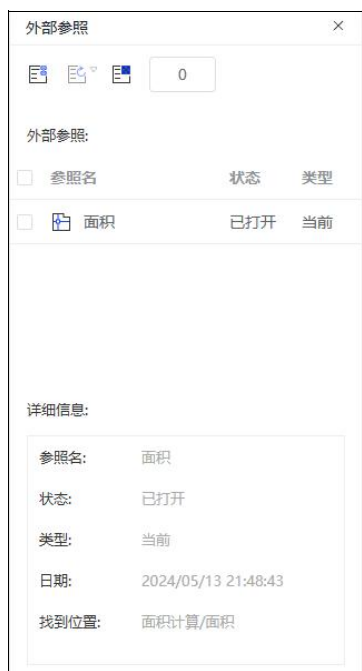 外部参照
0
外部参照:
参照名 状态 类型
面积 已打开 当前
详细信息:
参照名: 面积
状态: 已打开
类型: 当前
日期: 2024/05/13 21:48:43
找到位置: 面积计算/面积